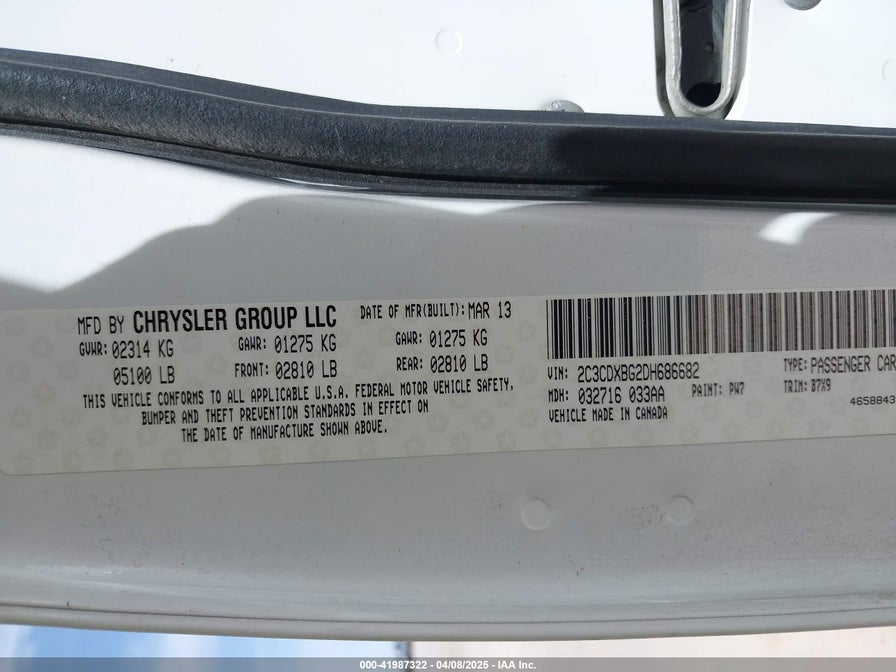 MFD BY CHRYSLER GROUP LLC DATE OF MFR(BUILT): MAR 13
GVWR: 02314 KG GAWR: 01275 KG GAWR: 01275 KG
05100 LB FRONT: 02810 LB REAR: 02810 LB
THIS VEHICLE CONFORMS TO ALL APPLICABLE U.S.A. FEDERAL MOTOR VEHICLE SAFETY,
BUMPER AND THEFT PREVENTION STANDARDS IN EFFECT ON
THE DATE OF MANUFACTURE SHOWN ABOVE.
VIN: 2C3CDXBG2DH686682 TYPE: PASSENGER CAR
MDH: 032716 033AA PAINT: PW7 TRIM: B7X9
VEHICLE MADE IN CANADA 4658843
000-41987322 - 04/08/2025 - IAA Inc.